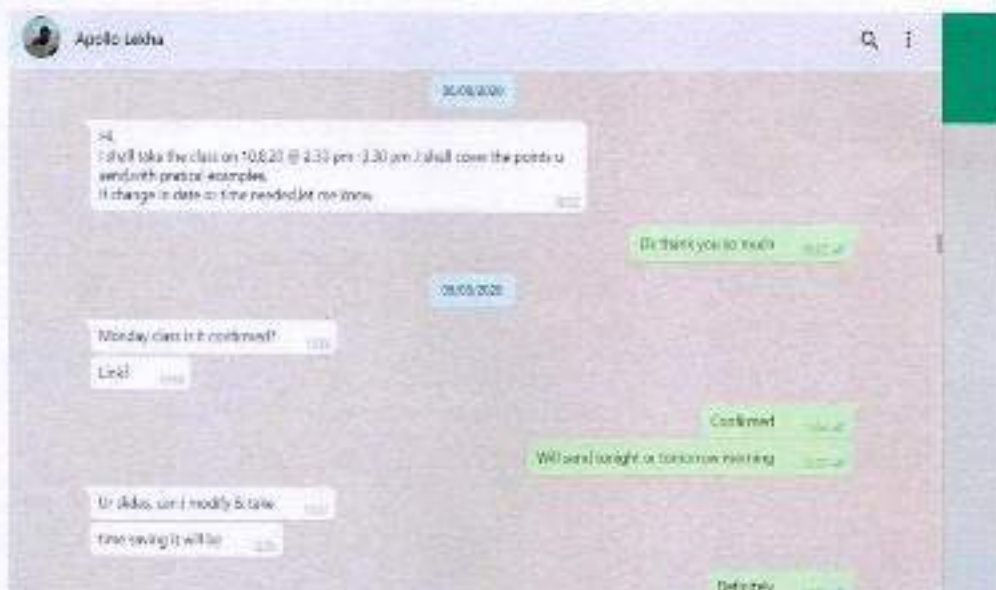 Apollo Lekha
Hi,
I shall take the class on 10.8.20 @ 2.30 pm -3.30 pm .I shall cover the points u
send,with pratical examples.
If change in date or time needed,let me know
Ok thank you so much
Monday class is it confirmed?
Link?
Confirmed
Will send tonight or tomorrow morning
Ur slides, can I modify & take
time saving it will be
Definitely